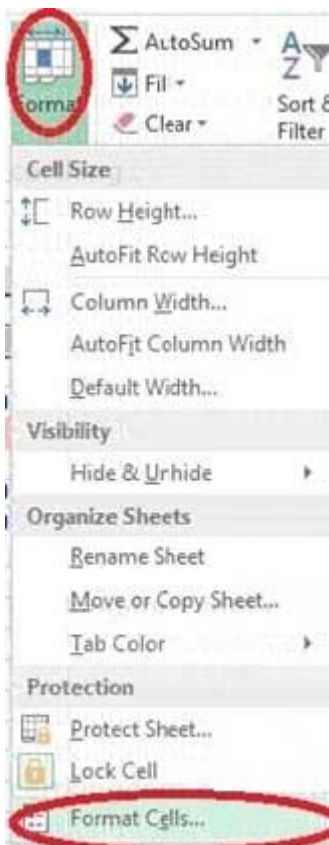 AutoSum
Format
Fill
Clear
Sort &
Filter
Cell Size
Row Height...
AutoFit Row Height
Column Width...
AutoFit Column Width
Default Width...
Visibility
Hide & Unhide
Organize Sheets
Rename Sheet
Move or Copy Sheet...
Tab Color
Protection
Protect Sheet...
Lock Cell
Format Cells...